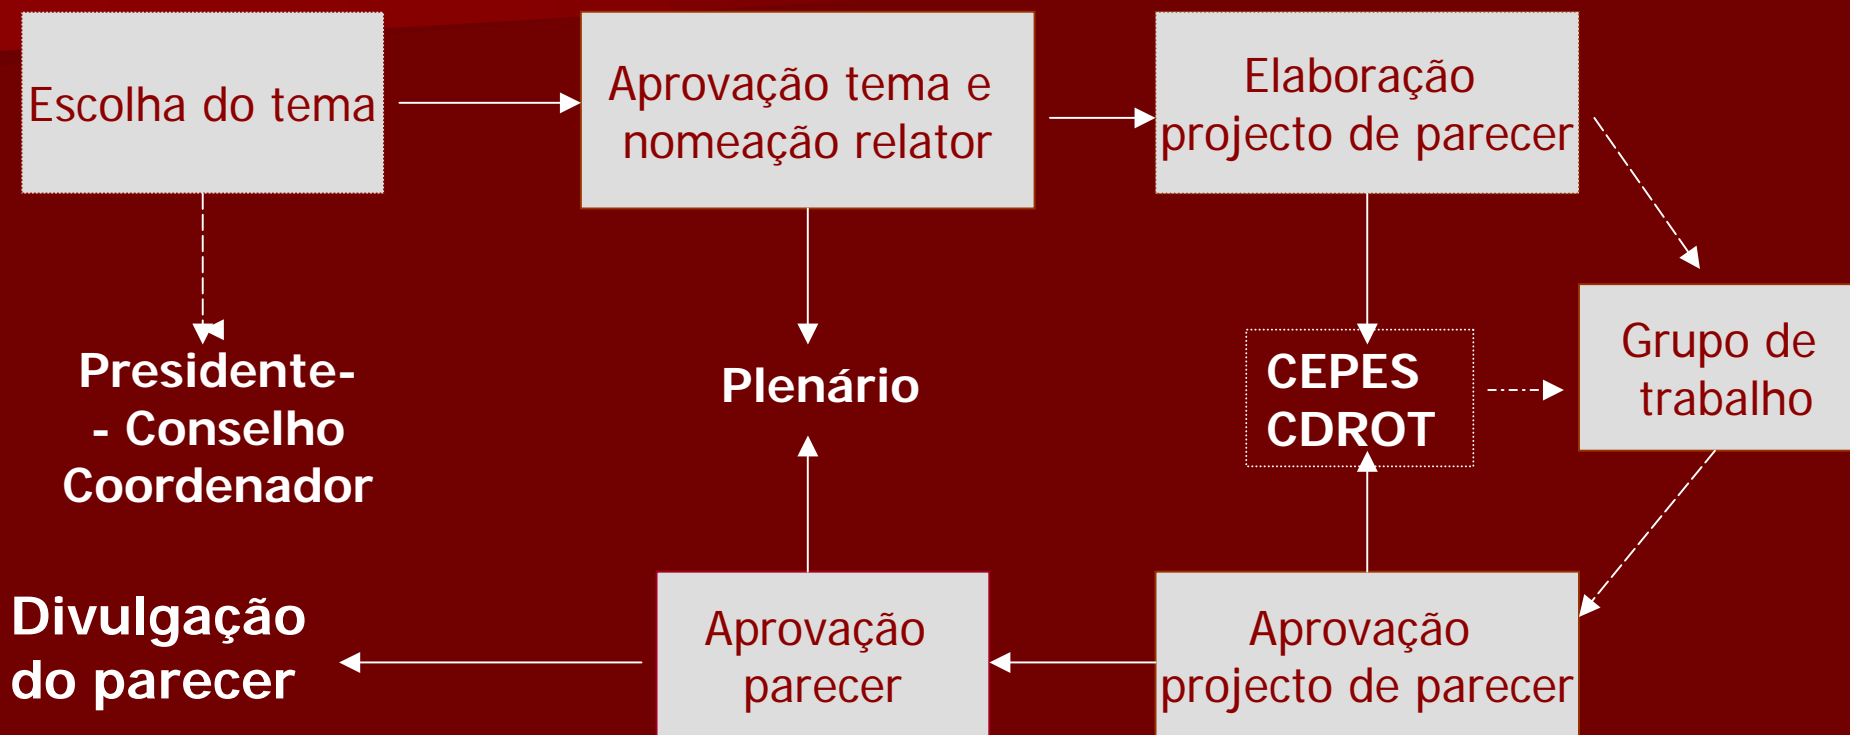 Escolha do tema
Aprovação tema e
nomeação relator
Elaboração
projecto de parecer
Presidente-
- Conselho
Coordenador
Plenário
CEPES
CDROT
Grupo de
trabalho
Divulgação
do parecer
Aprovação
parecer
Aprovação
projecto de parecer